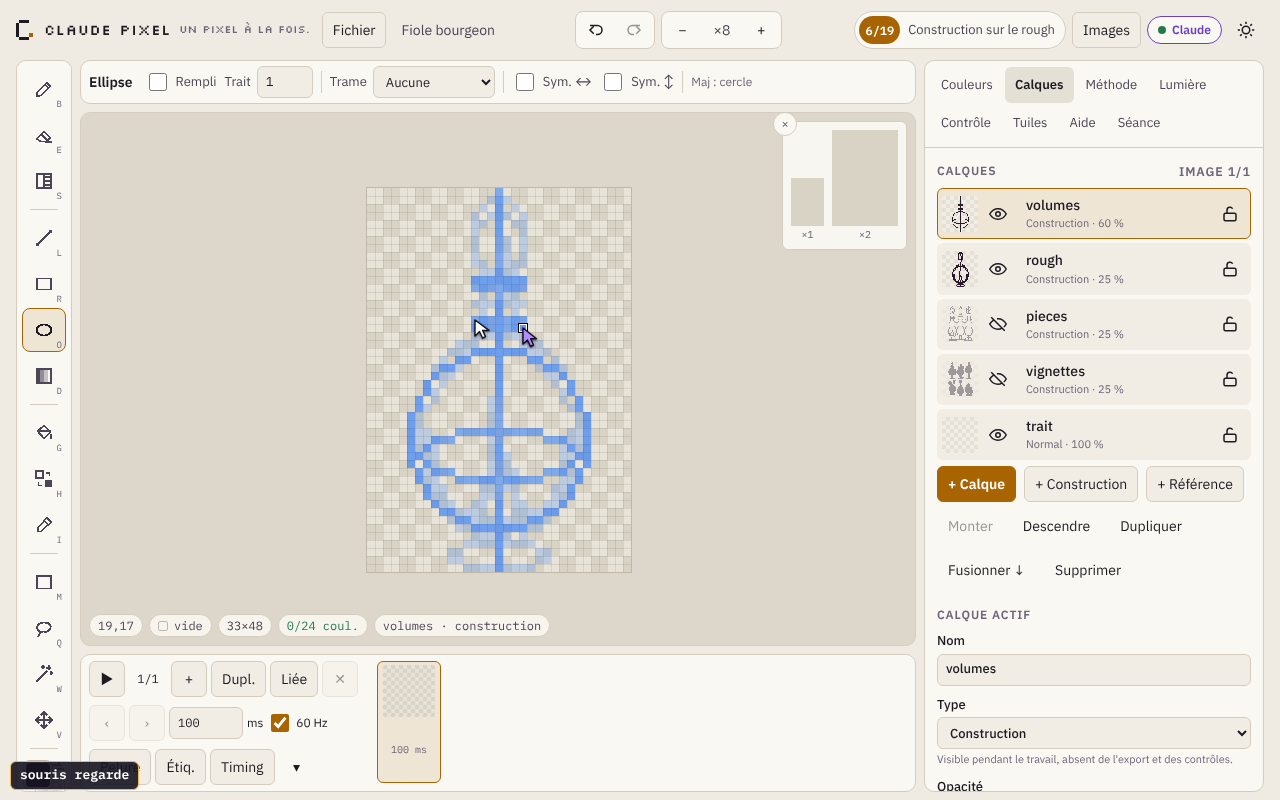 CLAUDE PIXEL UN PIXEL À LA FOIS. Fichier Fiole bourgeon − ×8 + 6/19 Construction sur le rough Images Claude
Ellipse Rempli Trait 1 Trame Aucune Sym. ↔ Sym. ↕ Maj : cercle
B
E
S
L
R
O
D
G
H
I
M
Q
W
V
×
×1 ×2
19,17 vide 33×48 0/24 coul. volumes · construction
1/1 + Dupl. Liée ✕
‹ › 100 ms 60 Hz
Étiq. Timing ▼
100 ms
souris regarde
Couleurs Calques Méthode Lumière
Contrôle Tuiles Aide Séance
CALQUES IMAGE 1/1
volumes
Construction · 60 %
rough
Construction · 25 %
pieces
Construction · 25 %
vignettes
Construction · 25 %
trait
Normal · 100 %
+ Calque + Construction + Référence
Monter Descendre Dupliquer
Fusionner ↓ Supprimer
CALQUE ACTIF
Nom
volumes
Type
Construction
Visible pendant le travail, absent de l'export et des contrôles.
Opacité